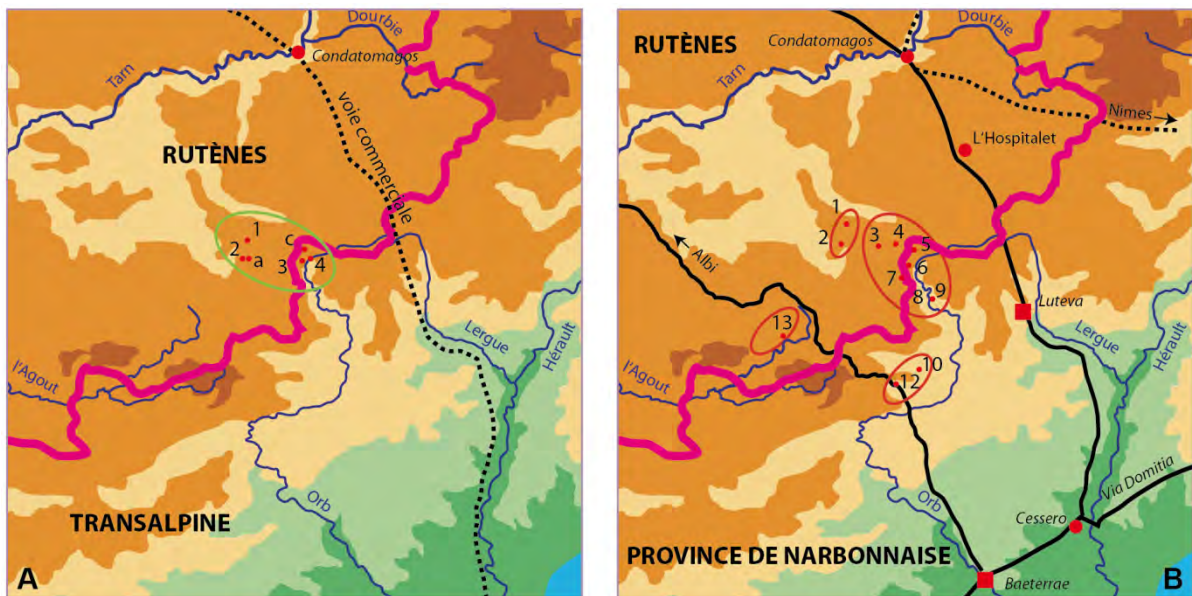 Dourbie
Condatomagos
Tarn
voie commerciale
RUTÈNES
1
2
a
c
3
4
Lergue
Hérault
l'Agout
Orb
TRANSALPINE
A
RUTÈNES
Condatomagos
Dourbie
Tarn
Nimes
L'Hospitalet
1
2
3
4
5
6
7
8
9
Albi
Luteva
13
Lergue
Hérault
10
12
l'Agout
Via Domitia
Orb
Cessero
PROVINCE DE NARBONNAISE
Baeterrae
B